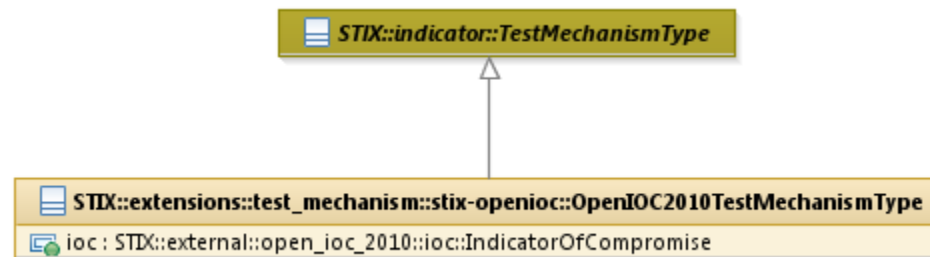 STIX::indicator::TestMechanismType
STIX::extensions::test_mechanism::stix-openioc::OpenIOC2010TestMechanismType
ioc : STIX::external::open_ioc_2010::ioc::IndicatorOfCompromise